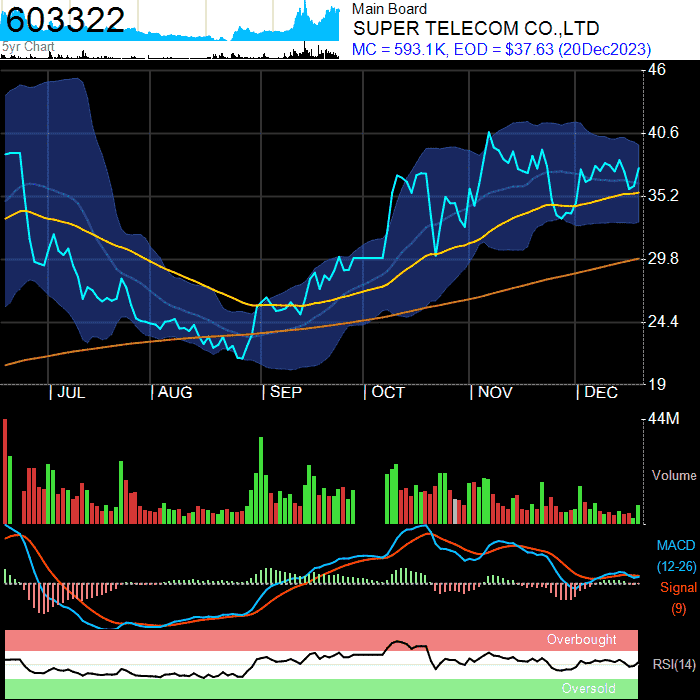 603322
5yr Chart
Main Board
SUPER TELECOM CO.,LTD
MC = 593.1K, EOD = $37.63 (20Dec2023)
46
40.6
35.2
29.8
24.4
19
| JUL | AUG | SEP | OCT | NOV | DEC
44M
Volume
MACD
(12-26)
Signal
(9)
Overbought
RSI(14)
Oversold